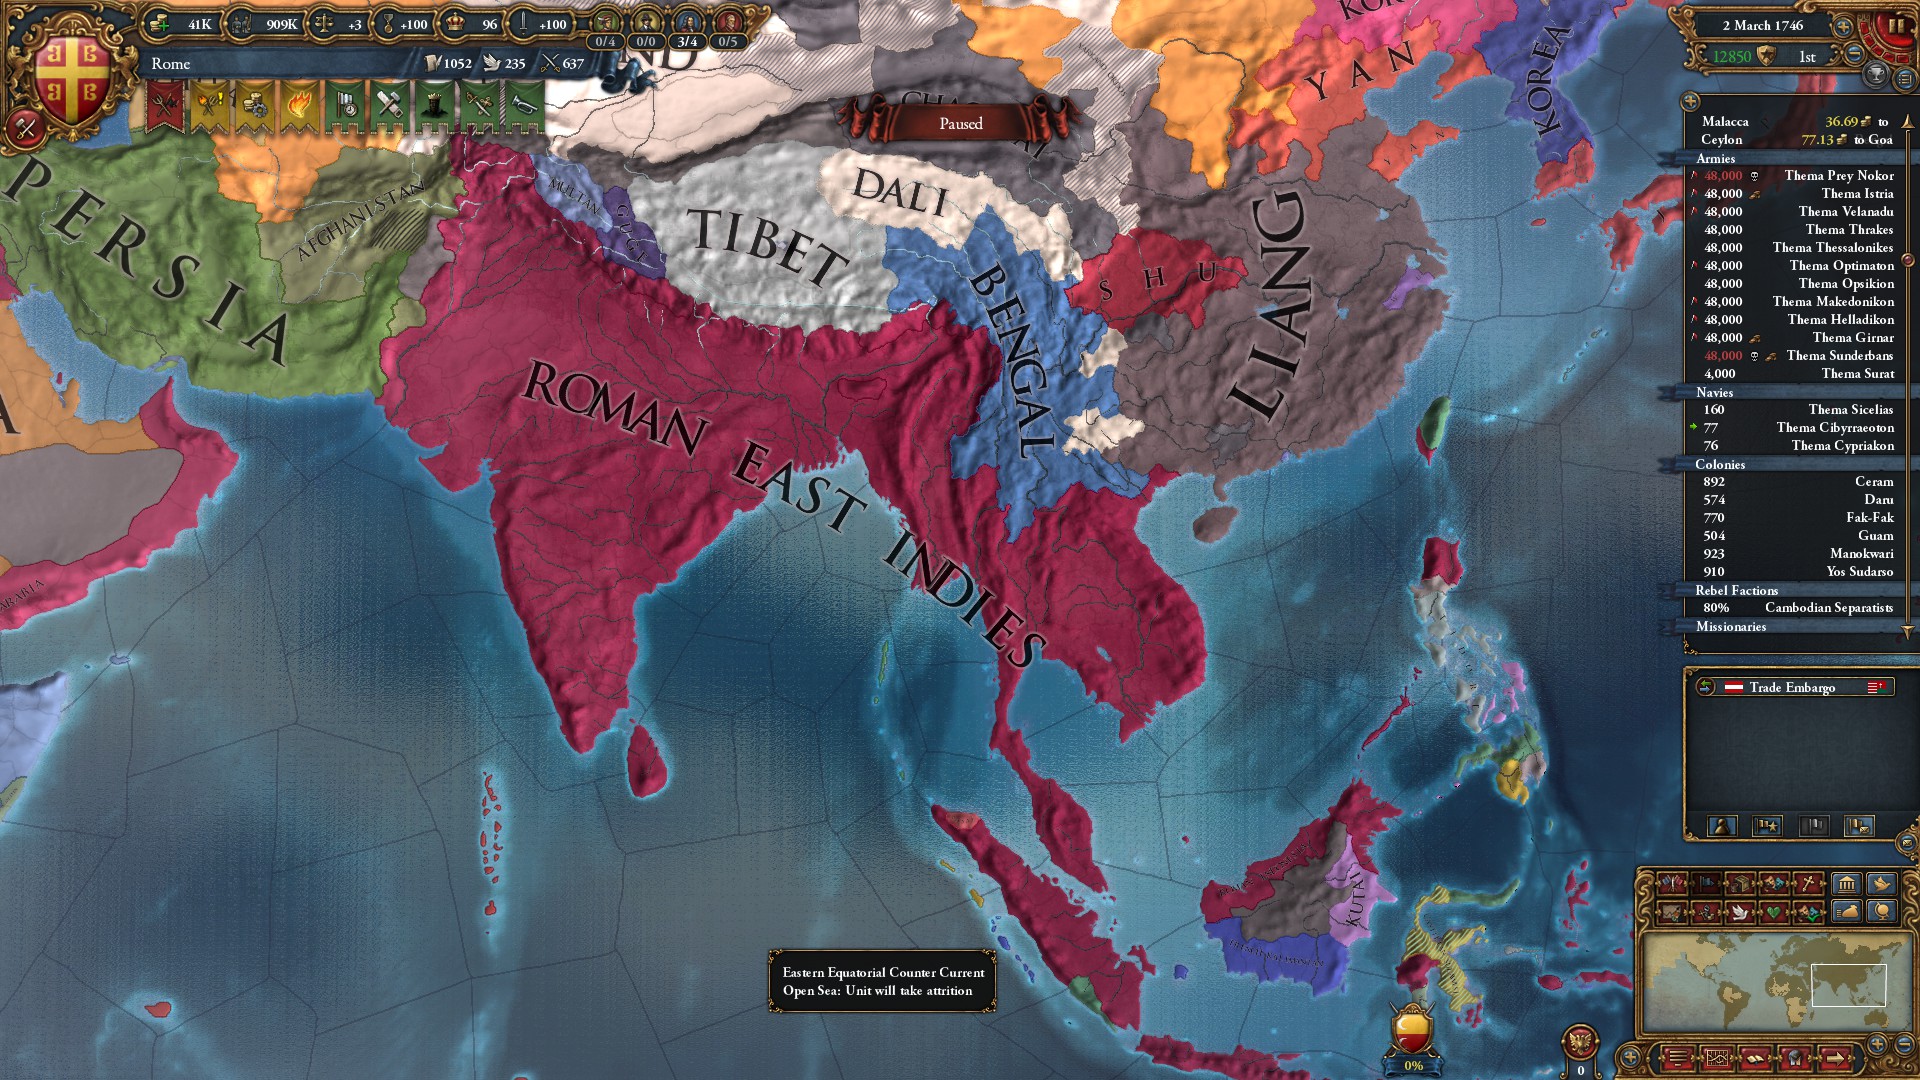 41K 909K +3 +100 96 +100
0/4 0/0 3/4 0/5
Rome 1052 235 637
2 March 1746
12850 1st
Paused
PERSIA
AFGHANISTAN
MULTAN
GUGE
TIBET
DALI
BENGAL
SHU
LIANG
YAN
KOREA
ROMAN EAST INDIES
KUTAI
Malacca 36.69 to
Ceylon 77.13 to Goa
Armies
48,000 Thema Prey Nokor
48,000 Thema Istria
48,000 Thema Velanadu
48,000 Thema Thrakes
48,000 Thema Thessalonikes
48,000 Thema Optimaton
48,000 Thema Opsikion
48,000 Thema Makedonikon
48,000 Thema Helladikon
48,000 Thema Girnar
48,000 Thema Sunderbans
4,000 Thema Surat
Navies
160 Thema Sicelias
77 Thema Cibyrraeoton
76 Thema Cypriakon
Colonies
892 Ceram
574 Daru
770 Fak-Fak
504 Guam
923 Manokwari
910 Yos Sudarso
Rebel Factions
80% Cambodian Separatists
Missionaries
Trade Embargo
Eastern Equatorial Counter Current
Open Sea: Unit will take attrition
0%
0